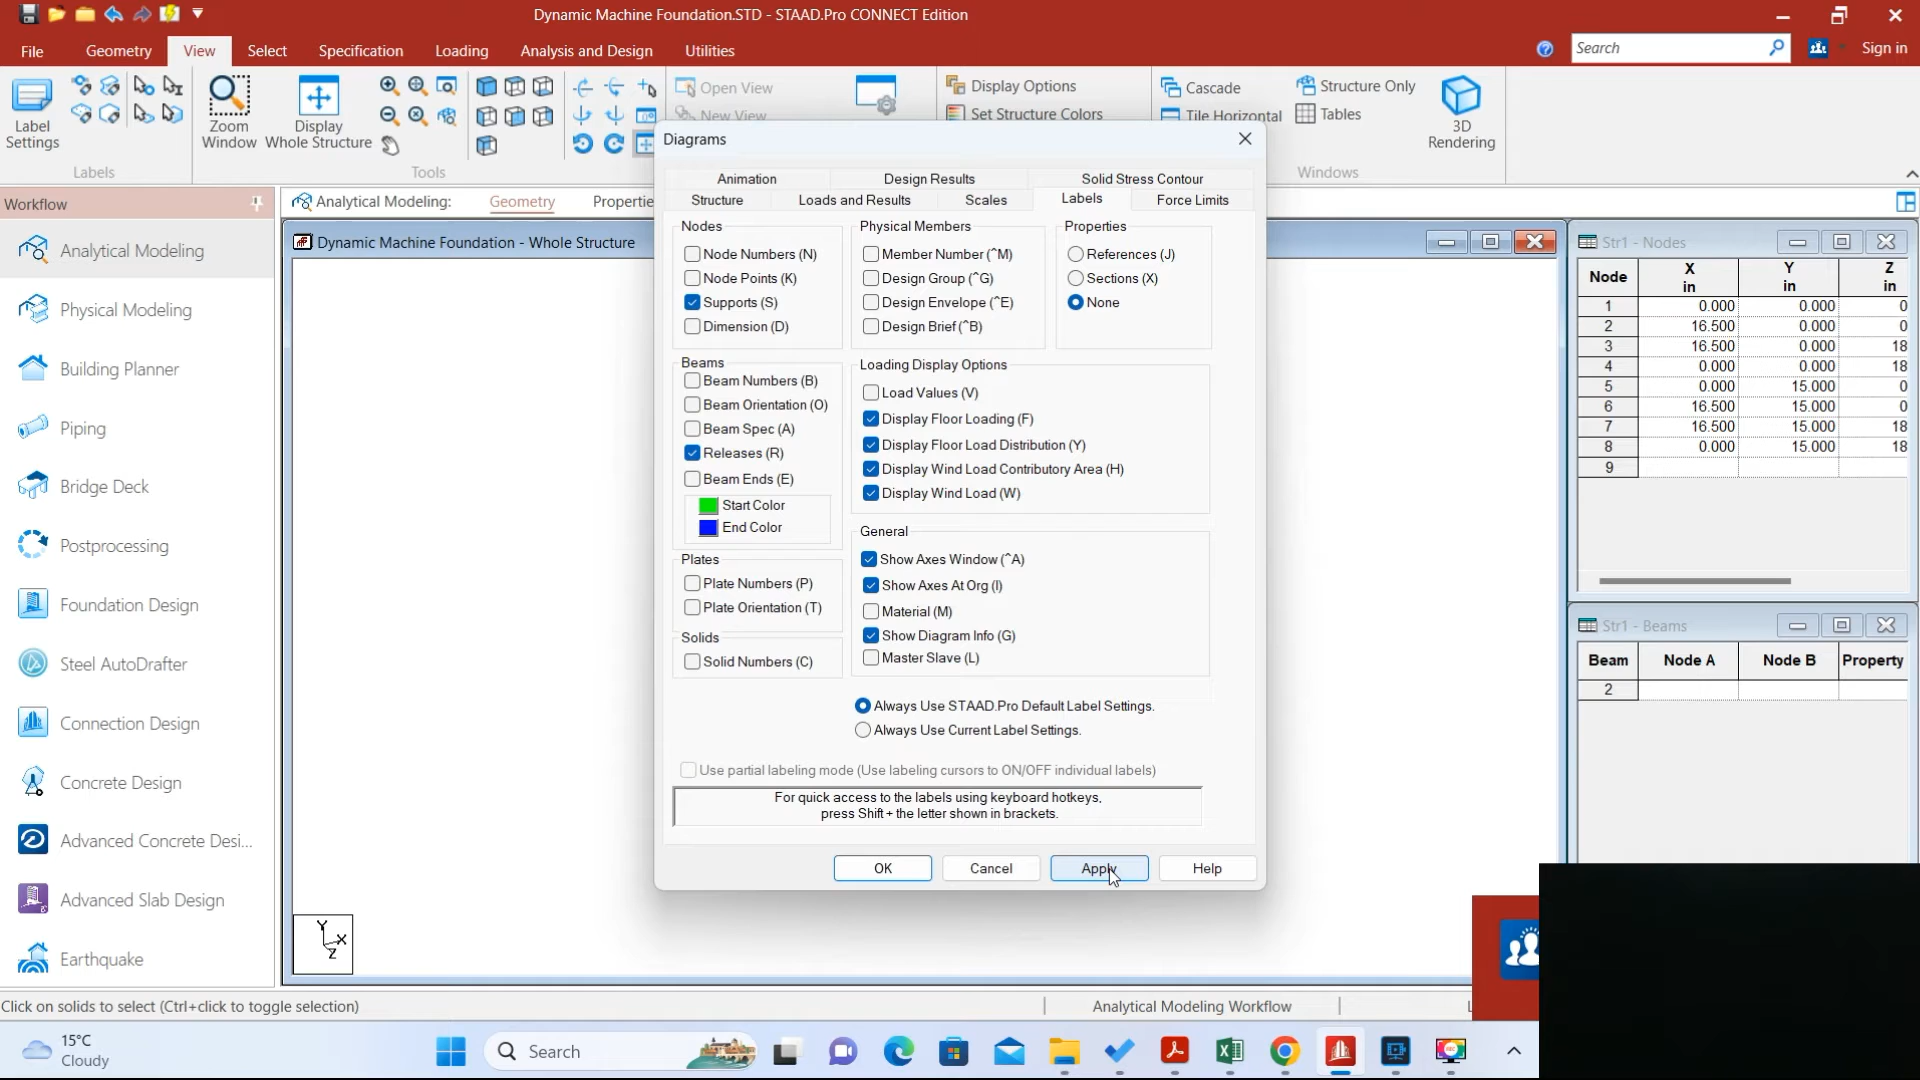 Dynamic Machine Foundation.STD - STAAD.Pro CONNECT Edition
File Geometry View Select Specification Loading Analysis and Design Utilities Search Sign in
Label Settings
Zoom Window
Display Whole Structure
Open View
New View
Display Options
Set Structure Colors
Cascade
Tile Horizontal
Structure Only
Tables
3D Rendering
Labels Tools Windows
Workflow
Analytical Modeling
Physical Modeling
Building Planner
Piping
Bridge Deck
Postprocessing
Foundation Design
Steel AutoDrafter
Connection Design
Concrete Design
Advanced Concrete Desi...
Advanced Slab Design
Earthquake
Analytical Modeling: Geometry Propertie
Dynamic Machine Foundation - Whole Structure
Y
X
Z
Diagrams
Animation Design Results Solid Stress Contour
Structure Loads and Results Scales Labels Force Limits
Nodes
Node Numbers (N)
Node Points (K)
Supports (S)
Dimension (D)
Physical Members
Member Number (^M)
Design Group (^G)
Design Envelope (^E)
Design Brief (^B)
Properties
References (J)
Sections (X)
None
Beams
Beam Numbers (B)
Beam Orientation (O)
Beam Spec (A)
Releases (R)
Beam Ends (E)
Start Color
End Color
Loading Display Options
Load Values (V)
Display Floor Loading (F)
Display Floor Load Distribution (Y)
Display Wind Load Contributory Area (H)
Display Wind Load (W)
Plates
Plate Numbers (P)
Plate Orientation (T)
Solids
Solid Numbers (C)
General
Show Axes Window (^A)
Show Axes At Org (I)
Material (M)
Show Diagram Info (G)
Master Slave (L)
Always Use STAAD.Pro Default Label Settings.
Always Use Current Label Settings.
Use partial labeling mode (Use labeling cursors to ON/OFF individual labels)
For quick access to the labels using keyboard hotkeys,
press Shift + the letter shown in brackets.
OK Cancel Apply Help
Str1 - Nodes
Node X in Y in Z in
1 0.000 0.000 0
2 16.500 0.000 0
3 16.500 0.000 18
4 0.000 0.000 18
5 0.000 15.000 0
6 16.500 15.000 0
7 16.500 15.000 18
8 0.000 15.000 18
9
Str1 - Beams
Beam Node A Node B Property
2
Click on solids to select (Ctrl+click to toggle selection) Analytical Modeling Workflow
15°C
Cloudy
Search